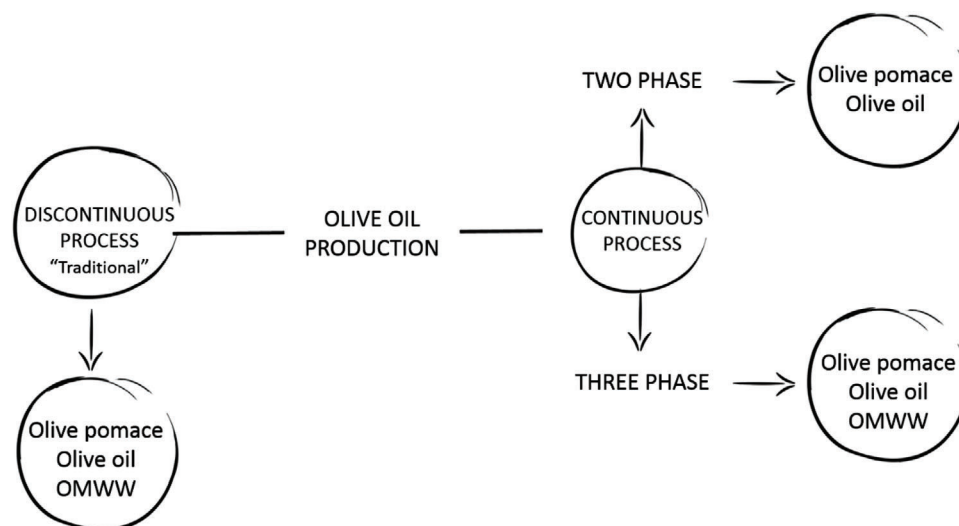 DISCONTINUOUS
PROCESS
“Traditional”
Olive pomace
Olive oil
OMWW
OLIVE OIL
PRODUCTION
CONTINUOUS
PROCESS
TWO PHASE
Olive pomace
Olive oil
THREE PHASE
Olive pomace
Olive oil
OMWW